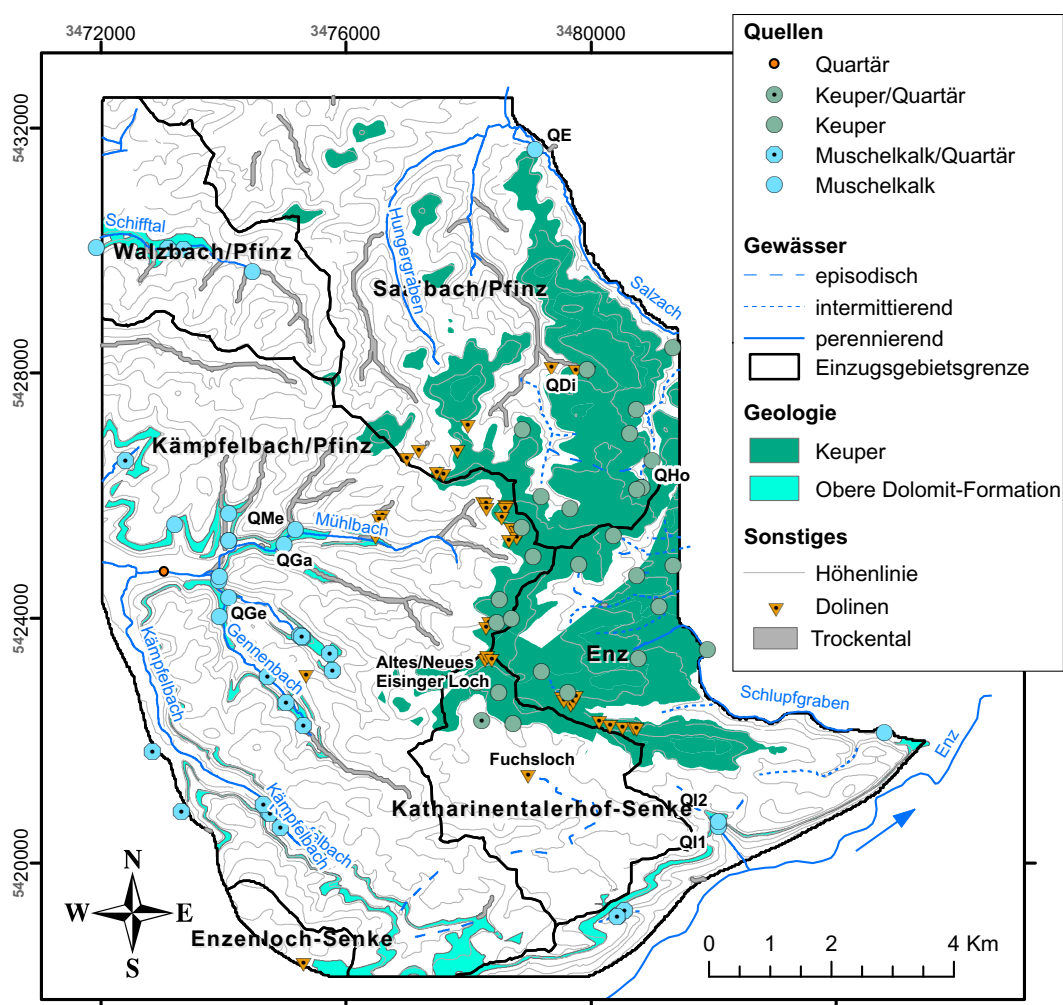 3472000
3476000
3480000
5432000
5428000
5424000
5420000
Quellen
Quartär
Keuper/Quartär
Keuper
Muschelkalk/Quartär
Muschelkalk
Gewässer
episodisch
intermittierend
perennierend
Einzugsgebietsgrenze
Geologie
Keuper
Obere Dolomit-Formation
Sonstiges
Höhenlinie
Dolinen
Trockental
QE
Schifftal
Walzbach/Pfinz
Hungergraben
Salzbach/Pfinz
Salzach
QDi
Kämpfelbach/Pfinz
QHo
QMe
Mühlbach
QGa
QGe
Gennenbach
Kämpfelbach
Altes/Neues
Eisinger Loch
Enz
Schlupfgraben
Enz
Fuchsloch
Katharinentalerhof-Senke
QI2
QI1
Kämpfelbach
Enzenloch-Senke
N
W
E
S
0 1 2 4 Km